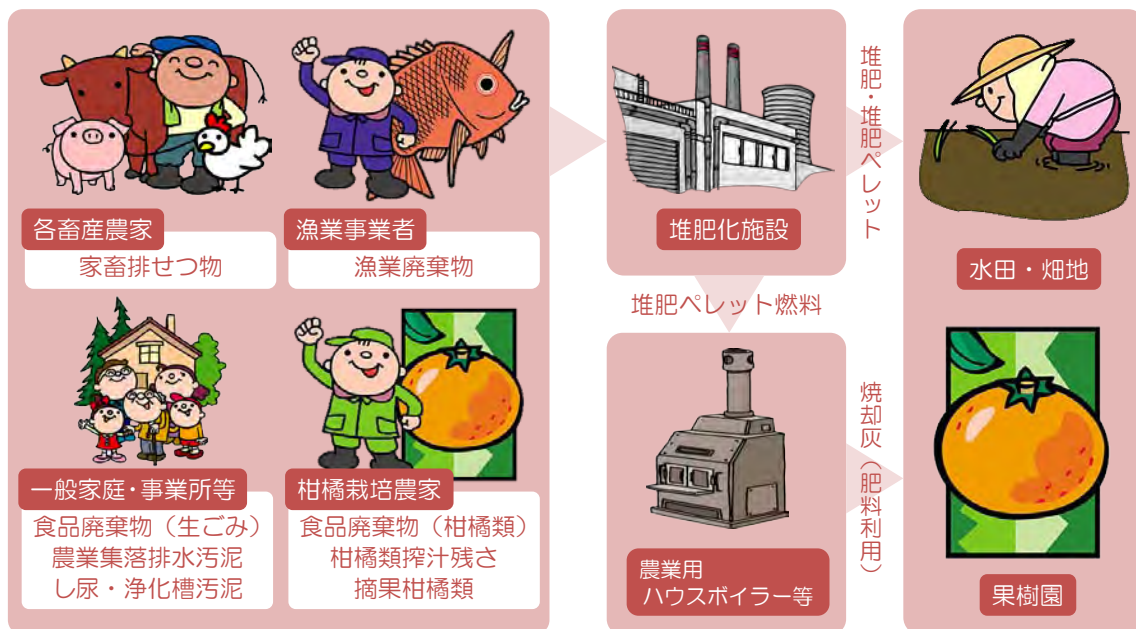 各畜産農家
家畜排せつ物
漁業事業者
漁業廃棄物
一般家庭・事業所等
食品廃棄物（生ごみ）
農業集落排水汚泥
し尿・浄化槽汚泥
柑橘栽培農家
食品廃棄物（柑橘類）
柑橘類搾汁残さ
摘果柑橘類
堆肥化施設
堆肥・堆肥ペレット
堆肥ペレット燃料
農業用
ハウスボイラー等
焼却灰（肥料利用）
水田・畑地
果樹園